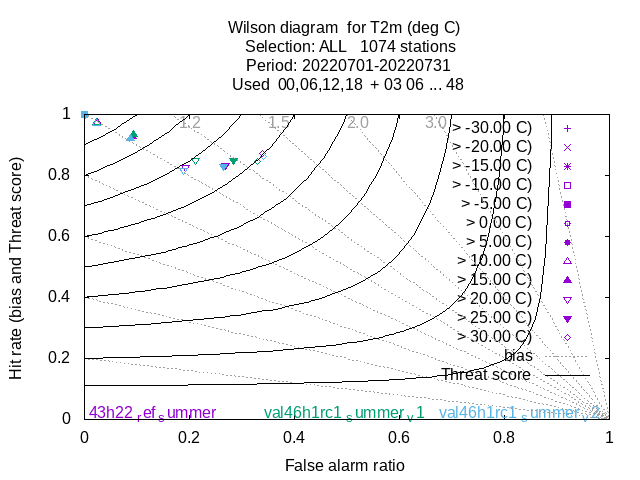 Wilson diagram  for T2m (deg C)
Selection: ALL   1074 stations
Period: 20220701-20220731
Used  00,06,12,18  + 03 06 ... 48
1
1.2
1.5
2.0
3.0
> -30.00 C)
> -20.00 C)
> -15.00 C)
> -10.00 C)
> -5.00 C)
> 0.00 C)
> 5.00 C)
> 10.00 C)
> 15.00 C)
> 20.00 C)
> 25.00 C)
> 30.00 C)
bias
Threat score
0.8
0.6
0.4
0.2
0
Hit rate (bias and Threat score)
43h22_ref_summer
val46h1rc1_summer_v1
val46h1rc1_summer_v2
0 0.2 0.4 0.6 0.8 1
False alarm ratio